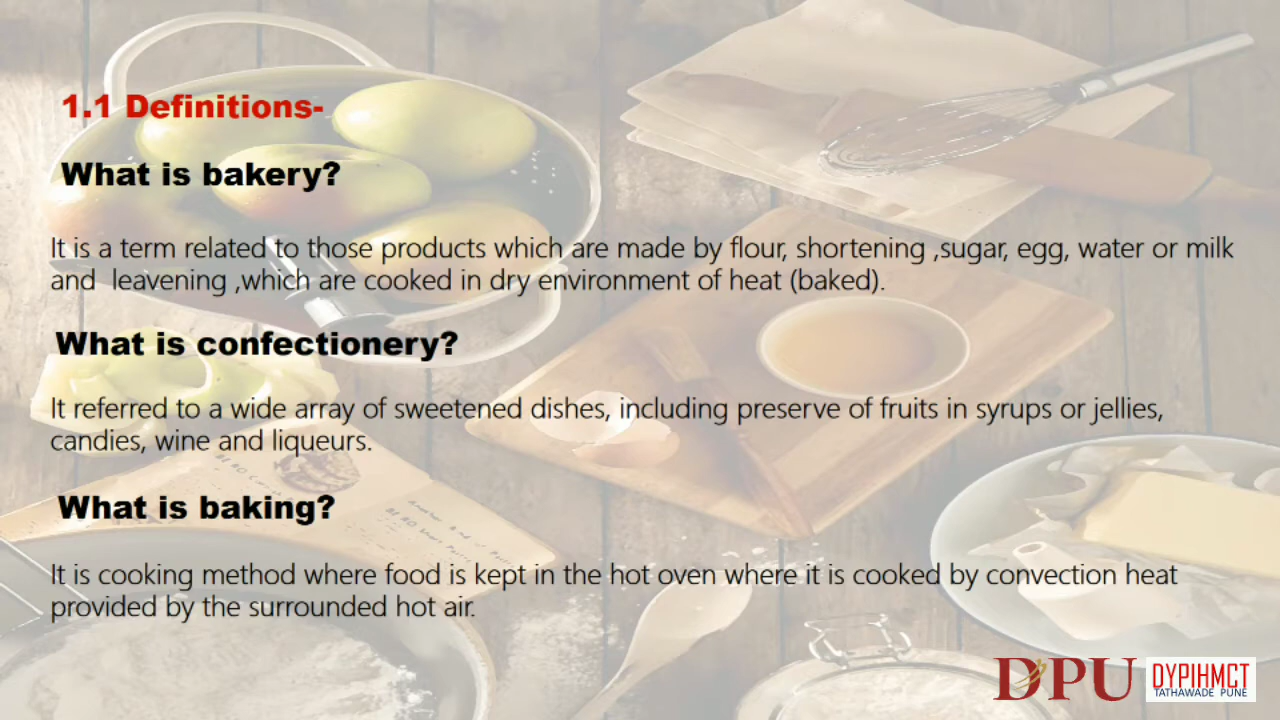 1.1 Definitions-
What is bakery?
It is a term related to those products which are made by flour, shortening ,sugar, egg, water or milk
and  leavening ,which are cooked in dry environment of heat (baked).
What is confectionery?
It referred to a wide array of sweetened dishes, including preserve of fruits in syrups or jellies,
candies, wine and liqueurs.
What is baking?
It is cooking method where food is kept in the hot oven where it is cooked by convection heat
provided by the surrounded hot air.
DPU
DYPIHMCT
TATHAWADE PUNE